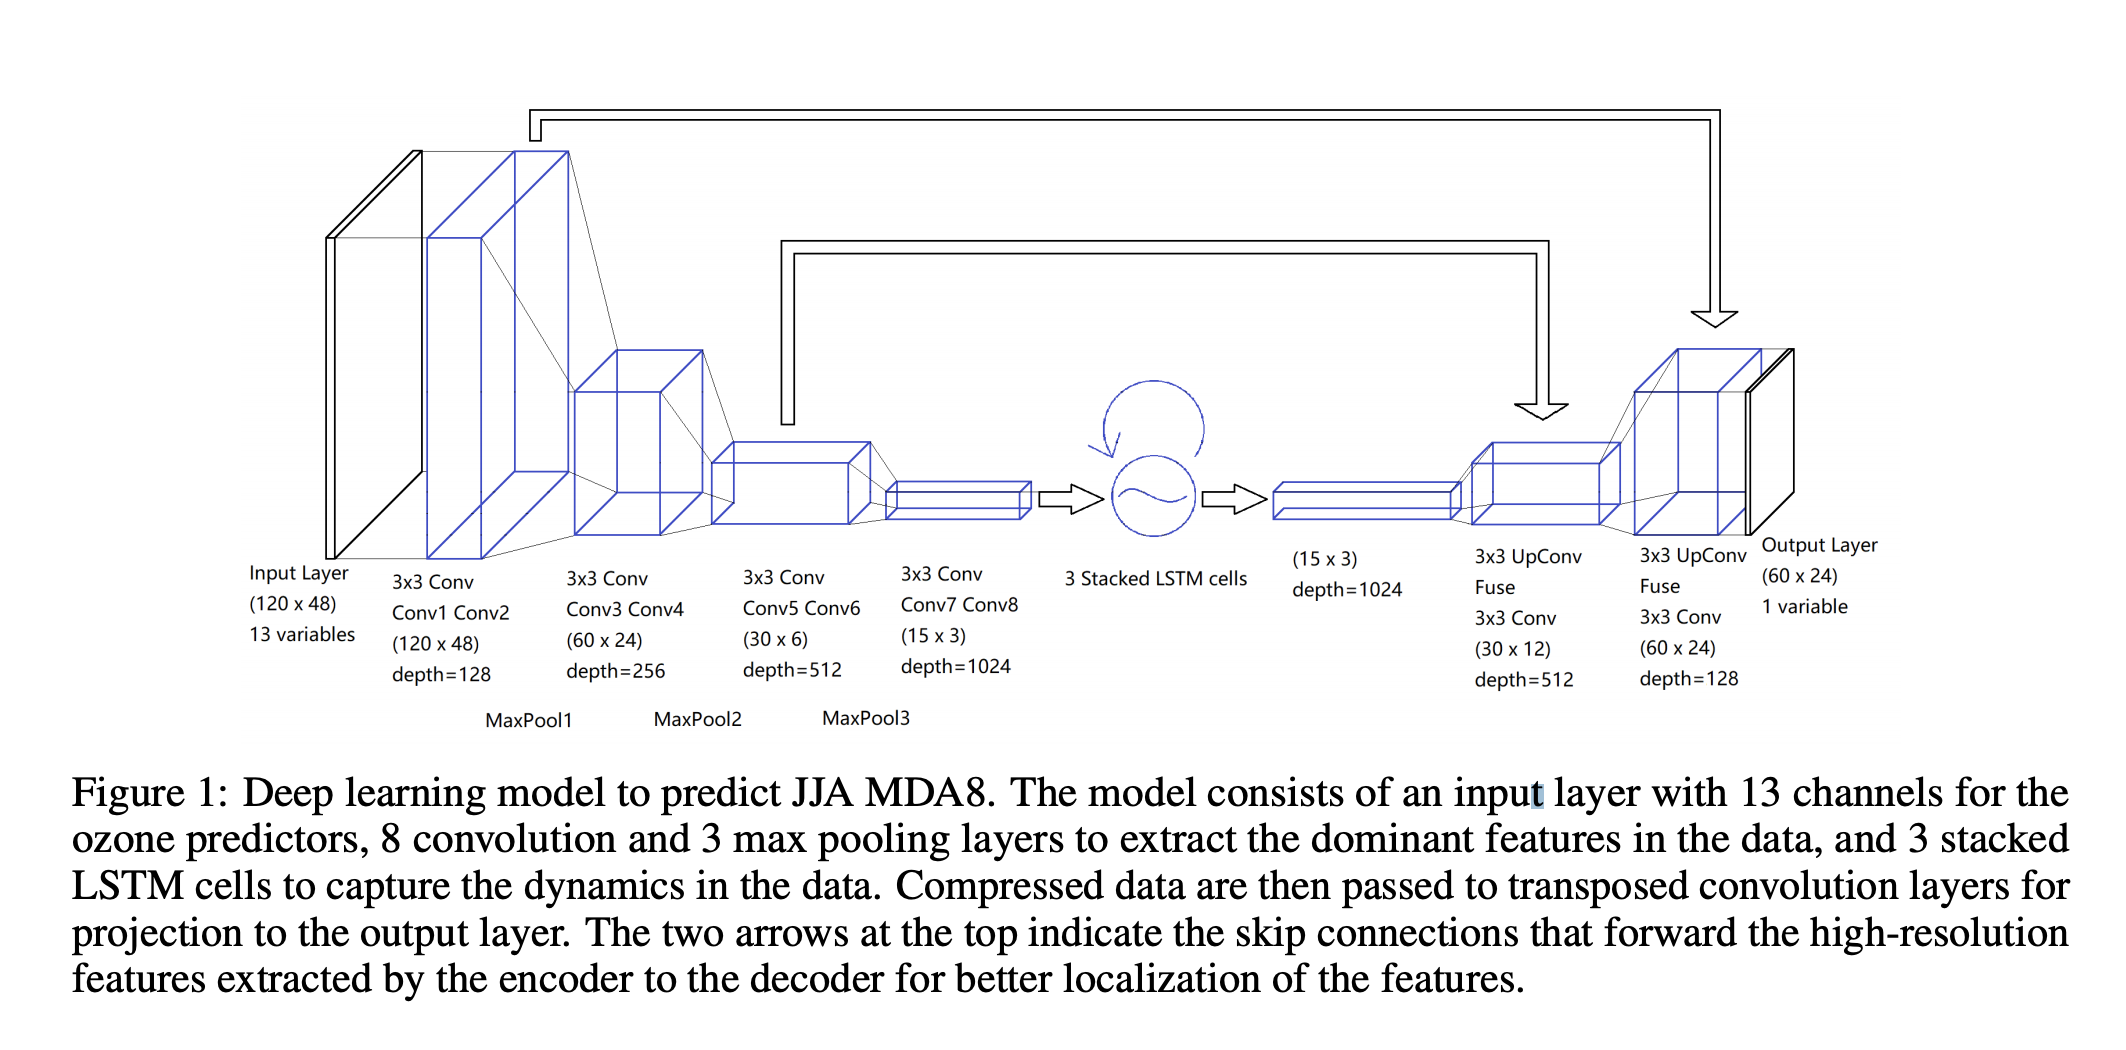 Input Layer
(120 x 48)
13 variables
3x3 Conv
Conv1 Conv2
(120 x 48)
depth=128
3x3 Conv
Conv3 Conv4
(60 x 24)
depth=256
3x3 Conv
Conv5 Conv6
(30 x 6)
depth=512
3x3 Conv
Conv7 Conv8
(15 x 3)
depth=1024
MaxPool1
MaxPool2
MaxPool3
3 Stacked LSTM cells
(15 x 3)
depth=1024
3x3 UpConv
Fuse
3x3 Conv
(30 x 12)
depth=512
3x3 UpConv
Fuse
3x3 Conv
(60 x 24)
depth=128
Output Layer
(60 x 24)
1 variable
Figure 1: Deep learning model to predict JJA MDA8. The model consists of an input layer with 13 channels for the
ozone predictors, 8 convolution and 3 max pooling layers to extract the dominant features in the data, and 3 stacked
LSTM cells to capture the dynamics in the data. Compressed data are then passed to transposed convolution layers for
projection to the output layer. The two arrows at the top indicate the skip connections that forward the high-resolution
features extracted by the encoder to the decoder for better localization of the features.